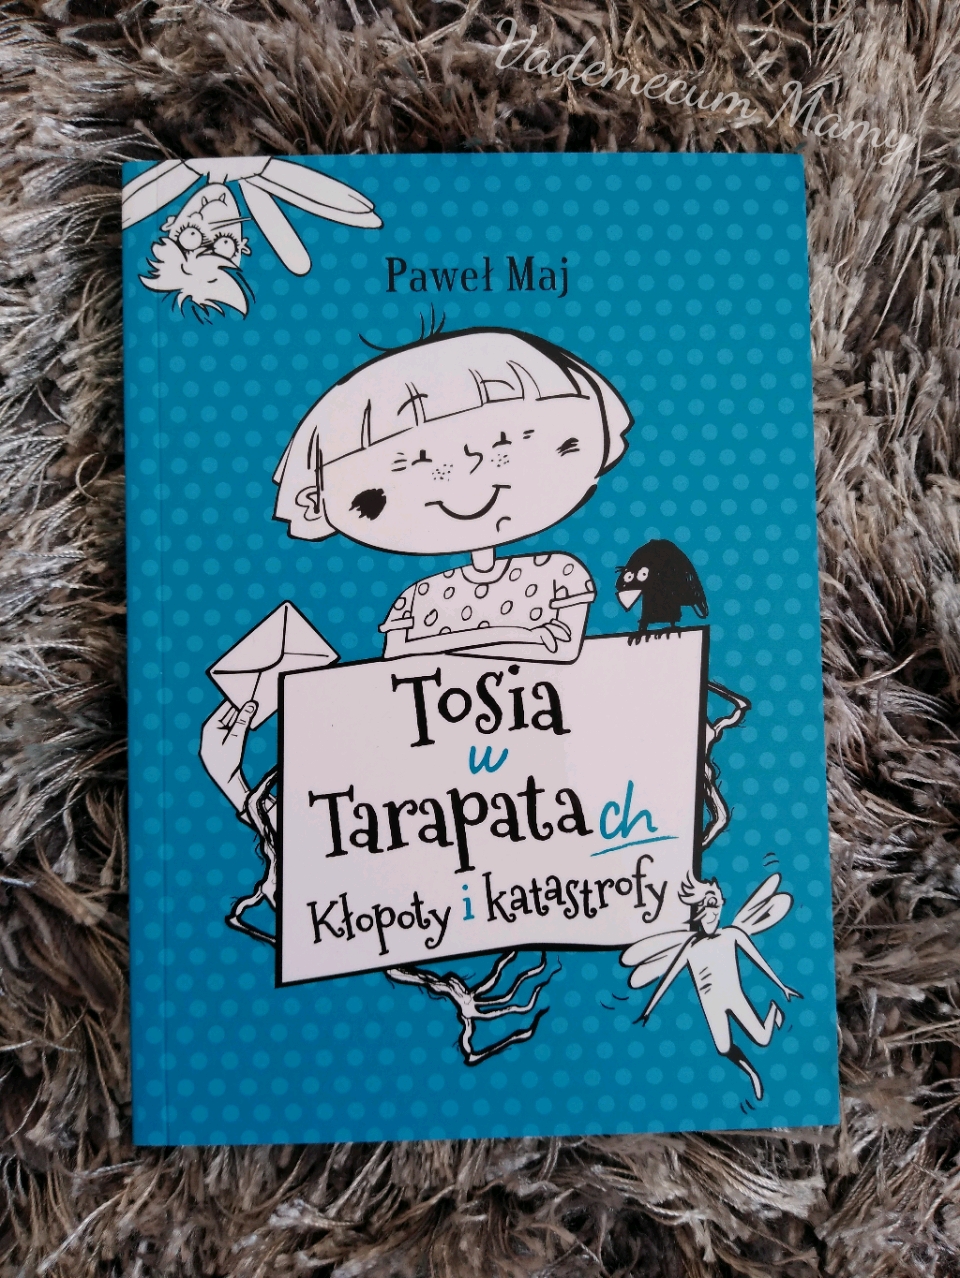 Vademecum Mamy
Paweł Maj
Tosia
w
Tarapatach
Kłopoty i katastrofy